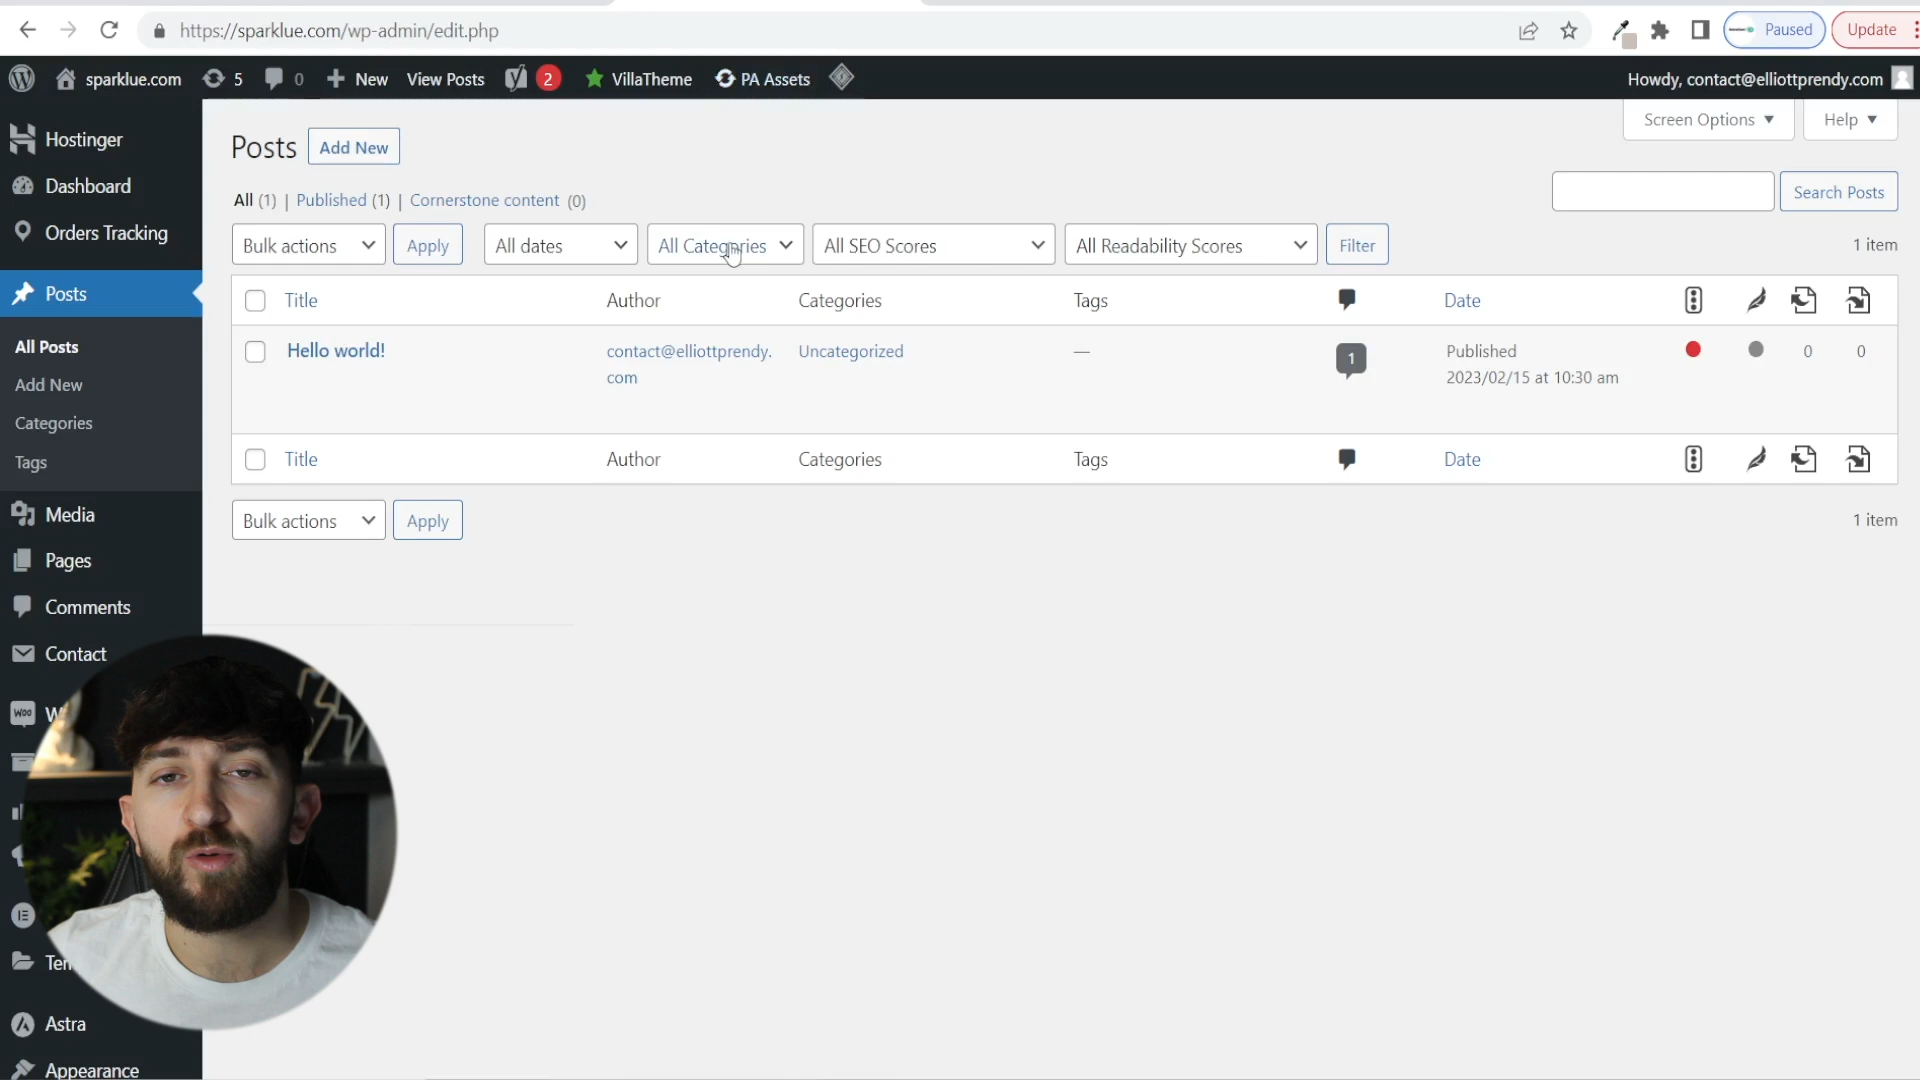 https://sparklue.com/wp-admin/edit.php
Paused
Update
sparklue.com
5
0
New
View Posts
2
VillaTheme
PA Assets
Howdy, contact@elliottprendy.com
Hostinger
Dashboard
Orders Tracking
Posts
All Posts
Add New
Categories
Tags
Media
Pages
Comments
Contact
Woo
W
Astra
Appearance
Screen Options
Help
Posts
Add New
All (1) | Published (1) | Cornerstone content (0)
Search Posts
Bulk actions
Apply
All dates
All Categories
All SEO Scores
All Readability Scores
Filter
1 item
Title
Author
Categories
Tags
Date
Hello world!
contact@elliottprendy.
com
Uncategorized
—
1
Published
2023/02/15 at 10:30 am
0
0
Title
Author
Categories
Tags
Date
Bulk actions
Apply
1 item